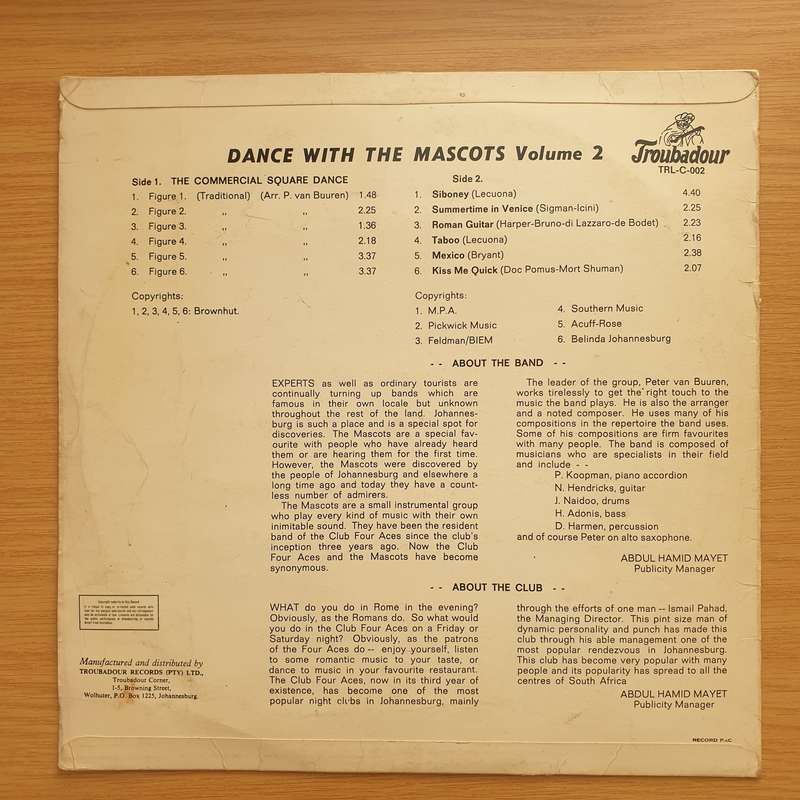 DANCE WITH THE MASCOTS Volume 2
Troubadour
TRL-C-002
Side 1. THE COMMERCIAL SQUARE DANCE
1. Figure 1. (Traditional) (Arr. P. van Buuren) 1.48
2. Figure 2. ,, ,, 2.25
3. Figure 3. ,, ,, 1.36
4. Figure 4. ,, ,, 2.18
5. Figure 5. ,, ,, 3.37
6. Figure 6. ,, ,, 3.37
Copyrights:
1, 2, 3, 4, 5, 6: Brownhut.
Side 2.
1. Siboney (Lecuona) 4.40
2. Summertime in Venice (Sigman-Icini) 2.25
3. Roman Guitar (Harper-Bruno-di Lazzaro-de Bodet) 2.23
4. Taboo (Lecuona) 2.16
5. Mexico (Bryant) 2.38
6. Kiss Me Quick (Doc Pomus-Mort Shuman) 2.07
Copyrights:
1. M.P.A.
2. Pickwick Music
3. Feldman/BIEM
4. Southern Music
5. Acuff-Rose
6. Belinda Johannesburg
-- ABOUT THE BAND --
EXPERTS as well as ordinary tourists are
continually turning up bands which are
famous in their own locale but unknown
throughout the rest of the land. Johannes-
burg is such a place and is a special spot for
discoveries. The Mascots are a special fav-
ourite with people who have already heard
them or are hearing them for the first time.
However, the Mascots were discovered by
the people of Johannesburg and elsewhere a
long time ago and today they have a count-
less number of admirers.
The Mascots are a small instrumental group
who play every kind of music with their own
inimitable sound. They have been the resident
band of the Club Four Aces since the club's
inception three years ago. Now the Club
Four Aces and the Mascots have become
synonymous.
The leader of the group, Peter van Buuren,
works tirelessly to get the right touch to the
music the band plays. He is also the arranger
and a noted composer. He uses many of his
compositions in the repertoire the band uses.
Some of his compositions are firm favourites
with many people. The band is composed of
musicians who are specialists in their field
and include --
P. Koopman, piano accordion
N. Hendricks, guitar
J. Naidoo, drums
H. Adonis, bass
D. Harmen, percussion
and of course Peter on alto saxophone.
ABDUL HAMID MAYET
Publicity Manager
-- ABOUT THE CLUB --
WHAT do you do in Rome in the evening?
Obviously, as the Romans do. So what would
you do in the Club Four Aces on a Friday or
Saturday night? Obviously, as the patrons
of the Four Aces do -- enjoy yourself, listen
to some romantic music to your taste, or
dance to music in your favourite restaurant.
The Club Four Aces, now in its third year of
existence, has become one of the most
popular night clubs in Johannesburg, mainly
through the efforts of one man -- Ismail Pahad,
the Managing Director. This pint size man of
dynamic personality and punch has made this
club through his able management one of the
most popular rendezvous in Johannesburg.
This club has become very popular with many
people and its popularity has spread to all the
centres of South Africa
ABDUL HAMID MAYET
Publicity Manager
Manufactured and distributed by
TROUBADOUR RECORDS (PTY) LTD.,
Troubadour Corner,
1-5, Browning Street,
Wolhuter, P.O. Box 1225, Johannesburg.
RECORD PAC